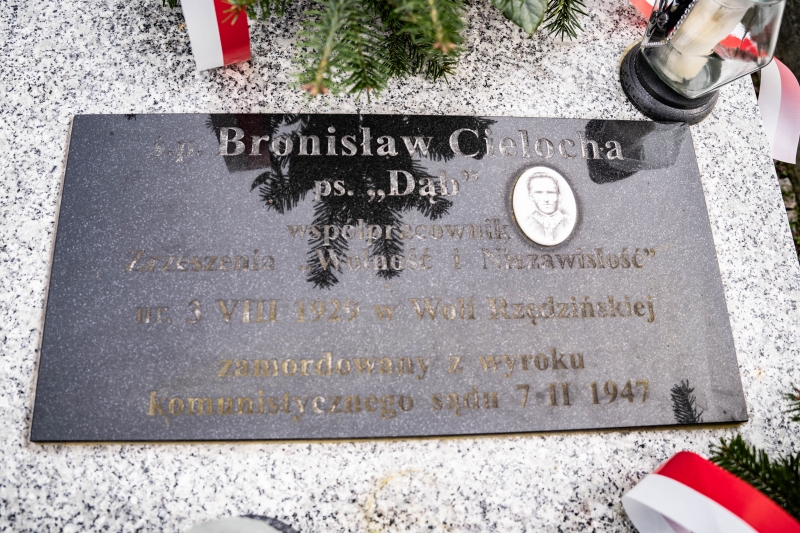 ś.p. Bronisław Cielocha
ps. „Dąb”
współpracownik
Zrzeszenia „Wolność i Niezawisłość”
ur. 3 VIII 1925 w Woli Rzędzińskiej
zamordowany z wyroku
komunistycznego sądu 7 II 1947